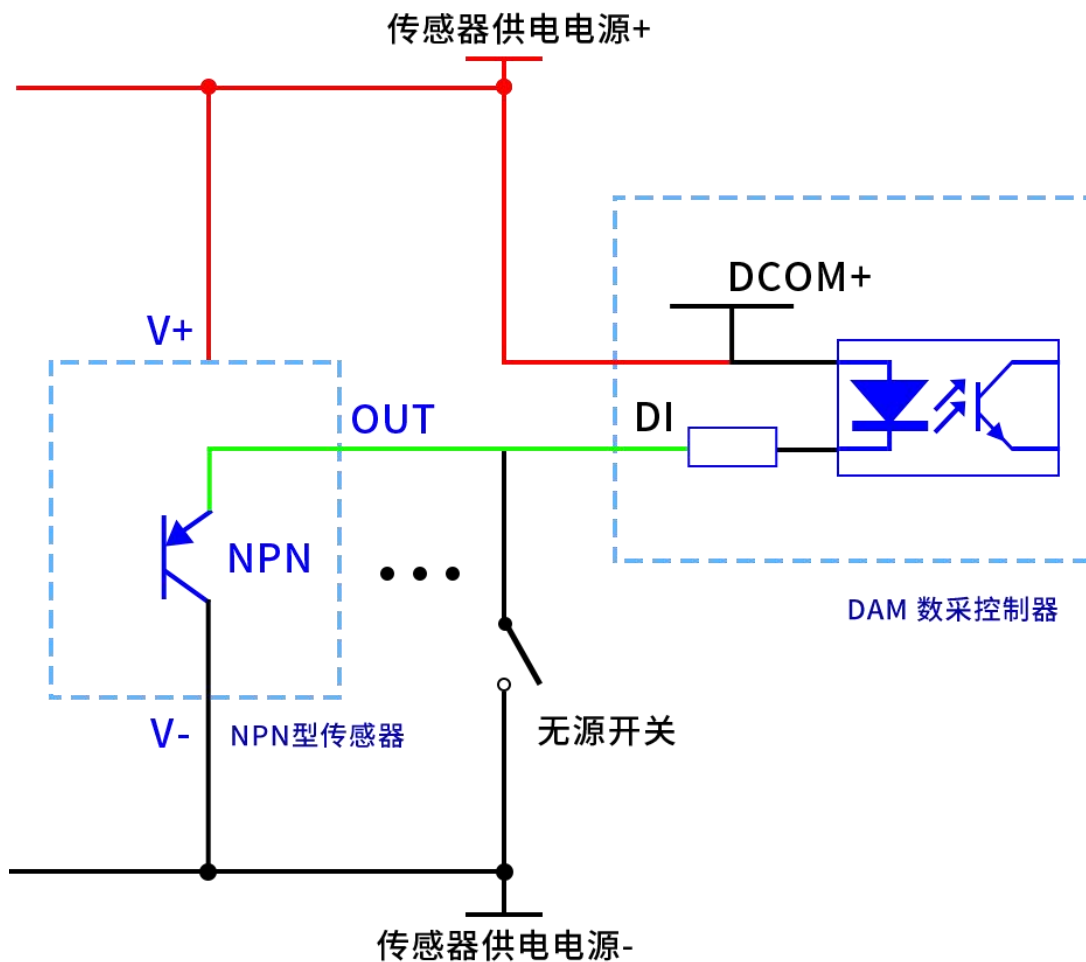 传感器供电电源+
DCOM+
V+
OUT
DI
NPN
DAM 数采控制器
V-
NPN型传感器
无源开关
传感器供电电源-